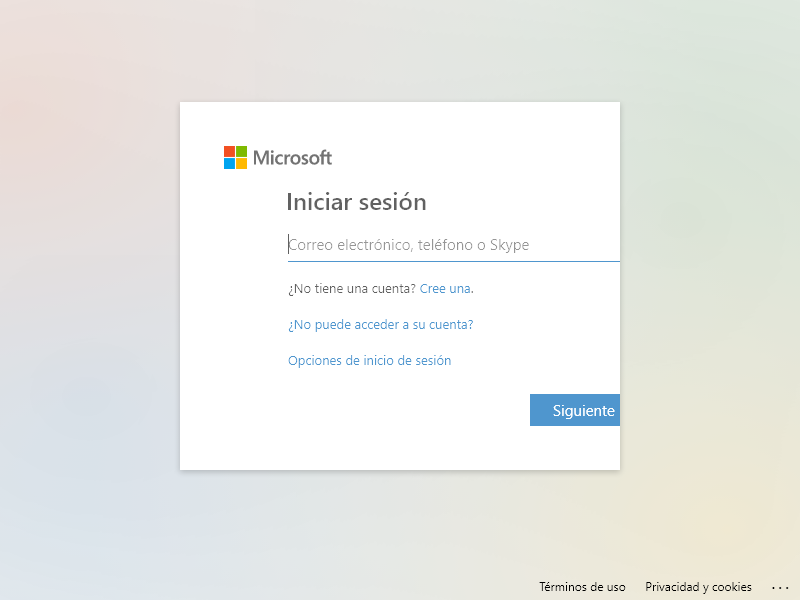 Microsoft
Iniciar sesión
Correo electrónico, teléfono o Skype
¿No tiene una cuenta? Cree una.
¿No puede acceder a su cuenta?
Opciones de inicio de sesión
Siguiente
Términos de uso Privacidad y cookies ...